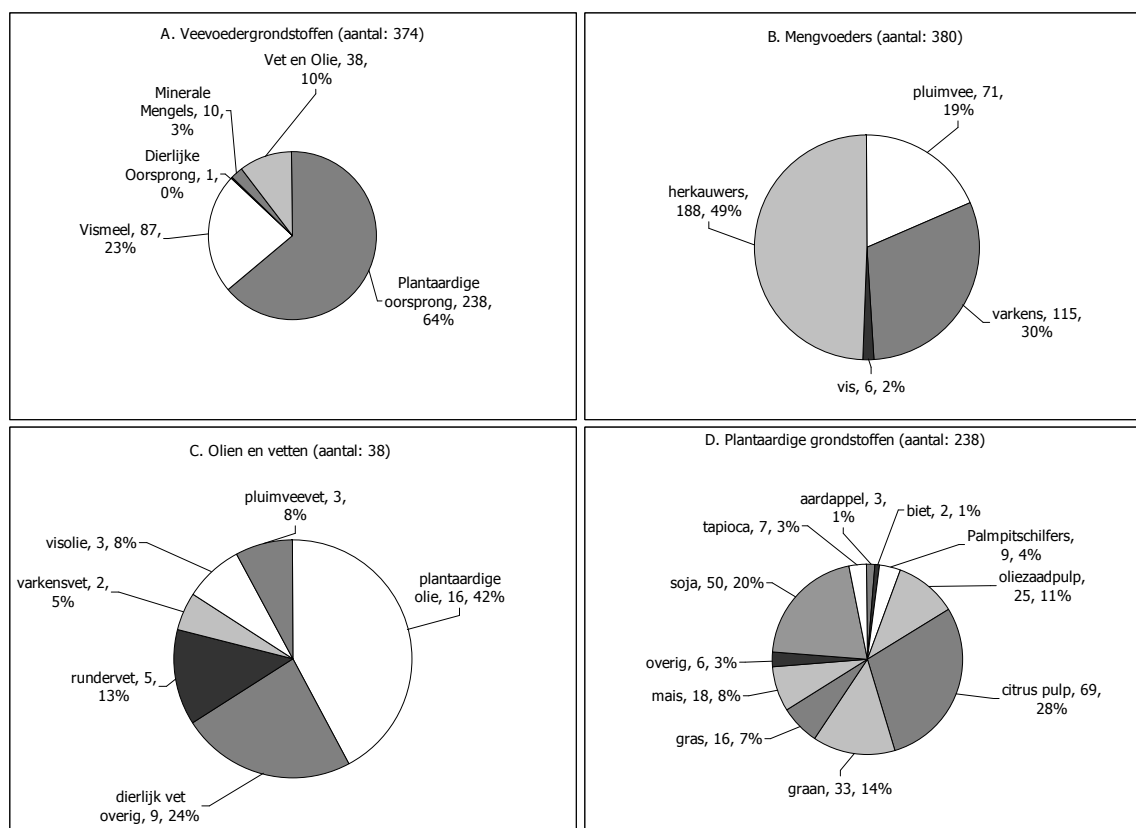 A. Veevoedergrondstoffen (aantal: 374)
Vet en Olie, 38,
10%
Minerale
Mengels, 10,
3%
Dierlijke
Oorsprong, 1,
0%
Vismeel, 87,
23%
Plantaardige
oorsprong, 238,
64%
B. Mengvoeders (aantal: 380)
pluimvee, 71,
19%
herkauwers,
188, 49%
varkens, 115,
30%
vis, 6, 2%
C. Olien en vetten (aantal: 38)
pluimveevet, 3,
8%
visolie, 3, 8%
varkensvet, 2,
5%
plantaardige
olie, 16, 42%
rundervet, 5,
13%
dierlijk vet
overig, 9, 24%
D. Plantaardige grondstoffen (aantal: 238)
aardappel, 3,
1%
biet, 2, 1%
tapioca, 7, 3%
Palmpitschilfers,
9, 4%
soja, 50, 20%
oliezaadpulp,
25, 11%
overig, 6, 3%
mais, 18, 8%
citrus pulp, 69,
28%
gras, 16, 7%
graan, 33, 14%